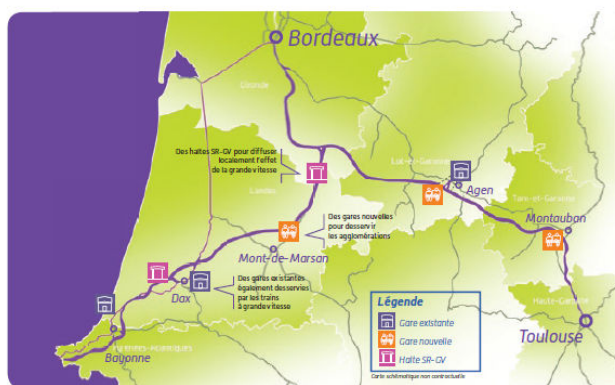 Bordeaux
Gironde
Des haltes SR-GV pour diffuser
localement l'effet
de la grande vitesse
Lot-et-Garonne
Landes
Agen
Tarn-et-Garonne
Des gares nouvelles
pour desservir
les agglomérations
Montauban
Mont-de-Marsan
Des gares existantes
également desservies
par les trains
à grande vitesse
Dax
Haute-Garonne
Légende
Gare existante
Gare nouvelle
Halte SR-GV
Toulouse
Pyrénées-Atlantiques
Bayonne
Carte schématique non contractuelle